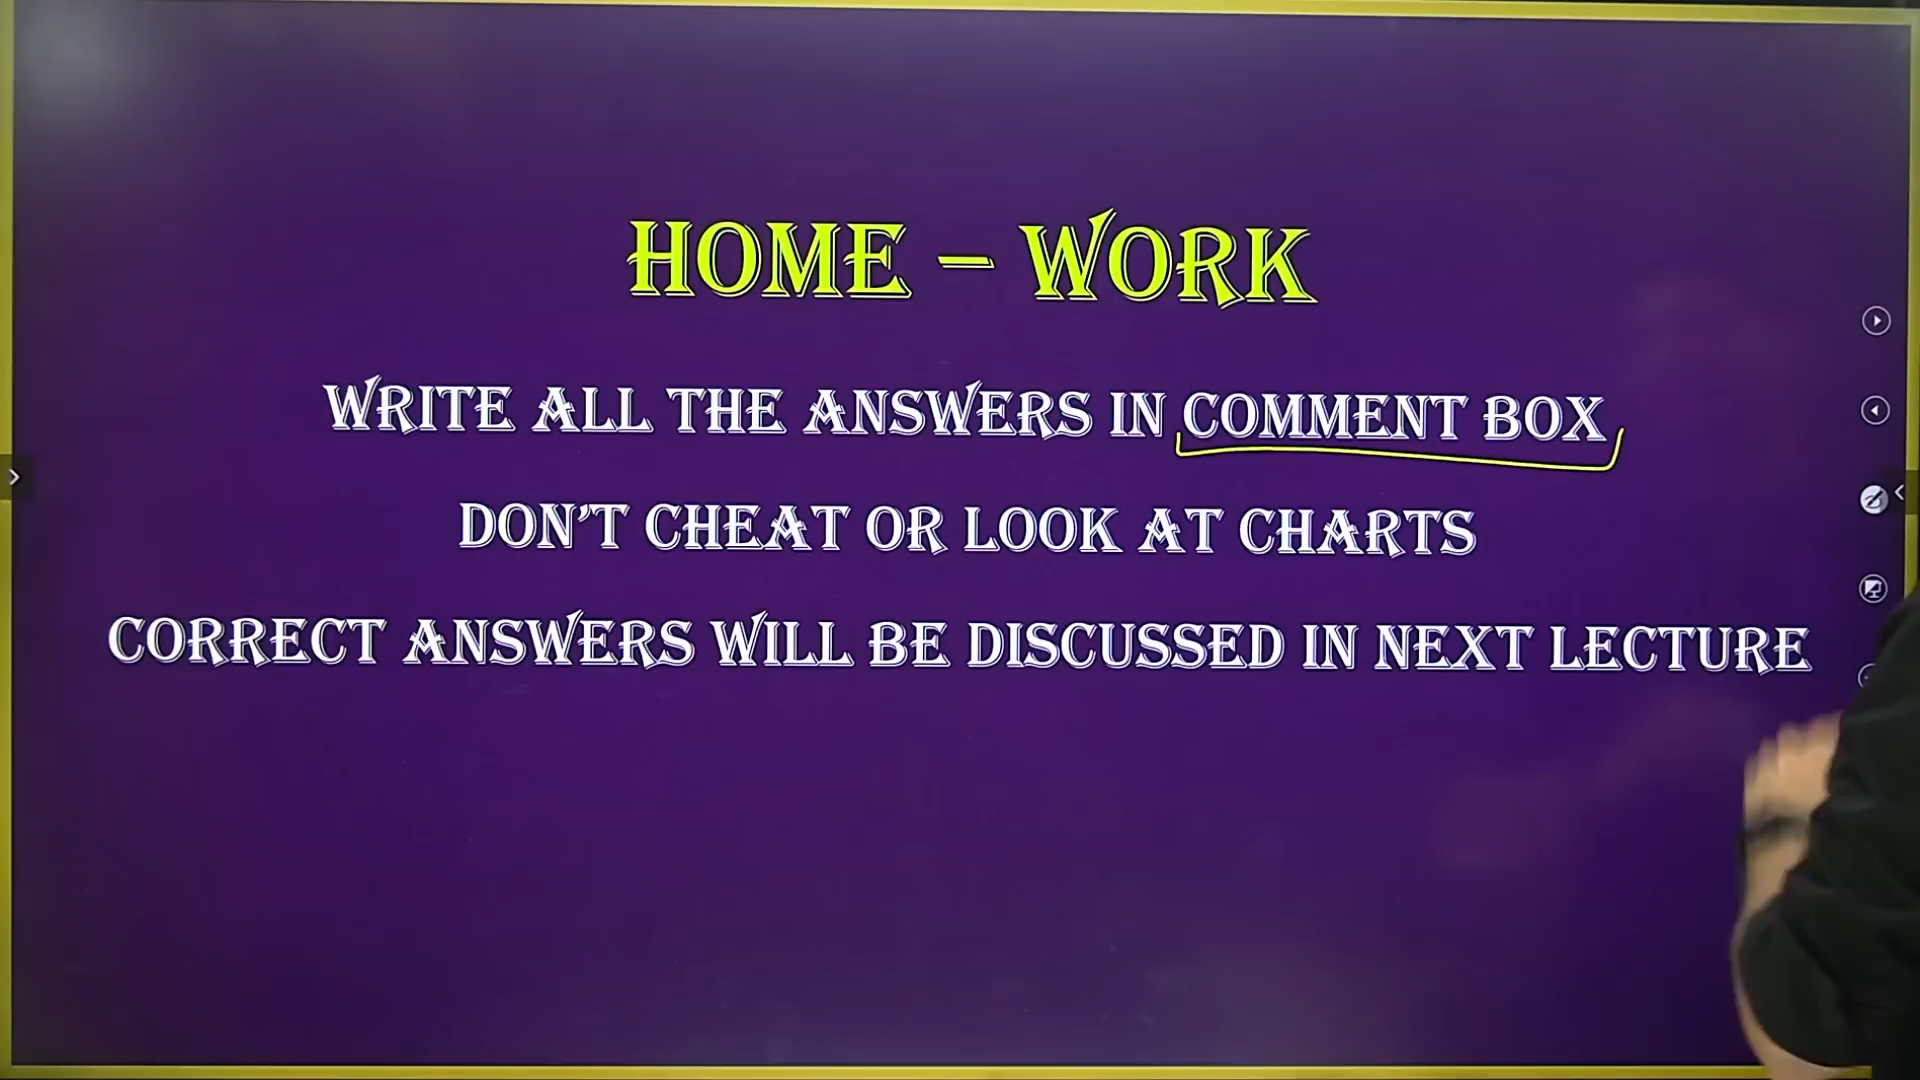 HOME – WORK
WRITE ALL THE ANSWERS IN COMMENT BOX
DON'T CHEAT OR LOOK AT CHARTS
CORRECT ANSWERS WILL BE DISCUSSED IN NEXT LECTURE